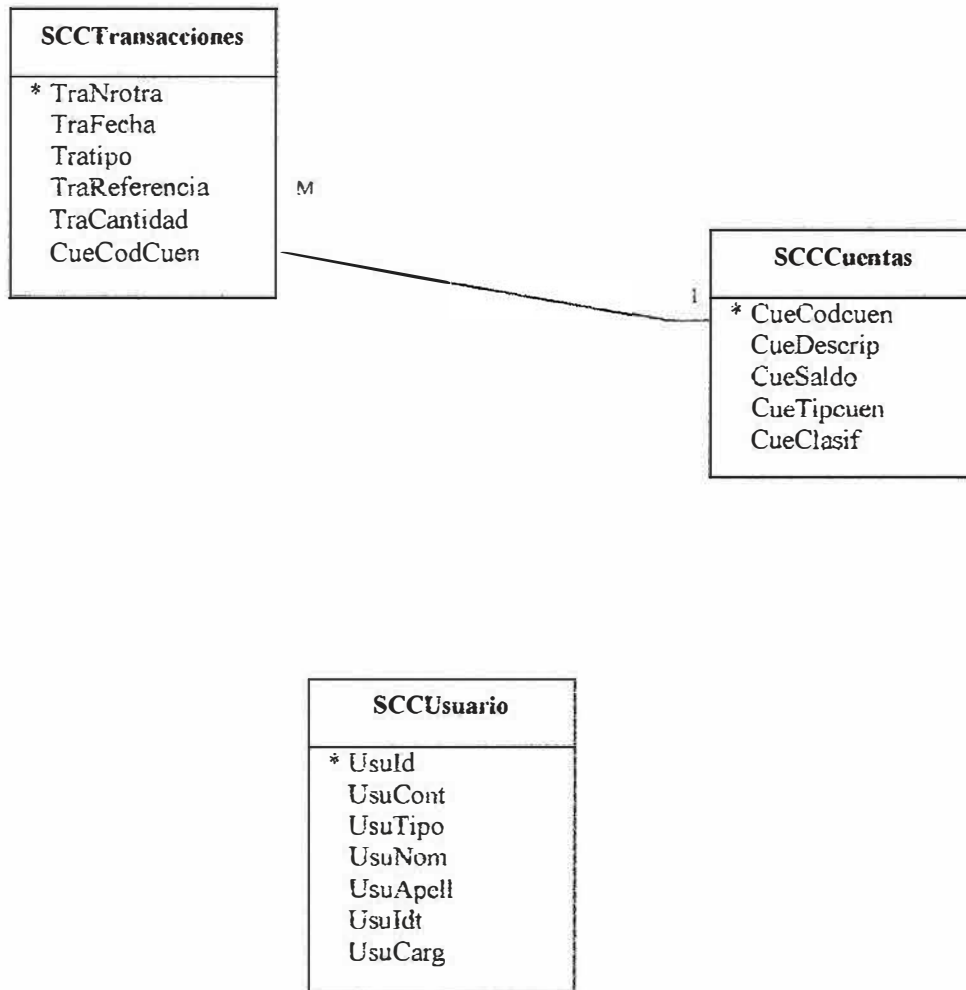 SCCTransacciones
* TraNrotra
TraFecha
Tratipo
TraReferencia
TraCantidad
CueCodCuen
M
1
SCCCuentas
* CueCodcuen
CueDescrip
CueSaldo
CueTipcuen
CueClasif
SCCUsuario
* UsuId
UsuCont
UsuTipo
UsuNom
UsuApell
UsuIdt
UsuCarg